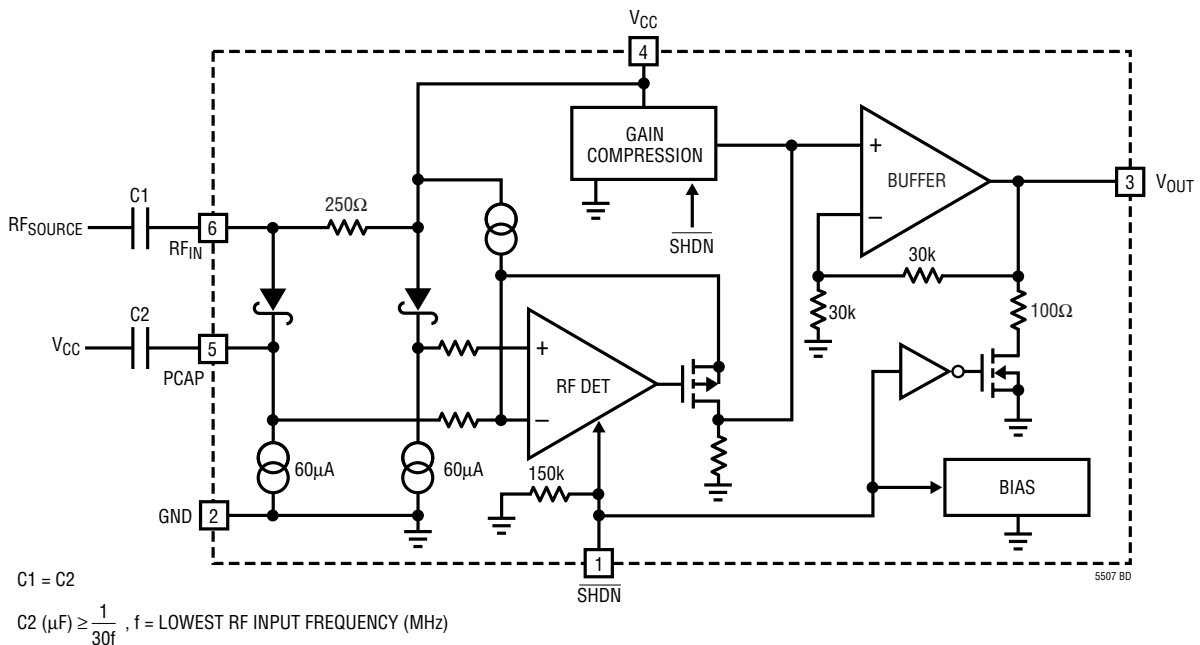 VCC
4
GAIN
COMPRESSION
SHDN
+
BUFFER
–
3
VOUT
C1
RFSOURCE
6
RFIN
250Ω
30k
30k
100Ω
C2
VCC
5
PCAP
+
RF DET
–
60µA
60µA
150k
BIAS
GND
2
1
SHDN
5507 BD
C1 = C2
C2 (µF) ≥ 1/30f , f = LOWEST RF INPUT FREQUENCY (MHz)